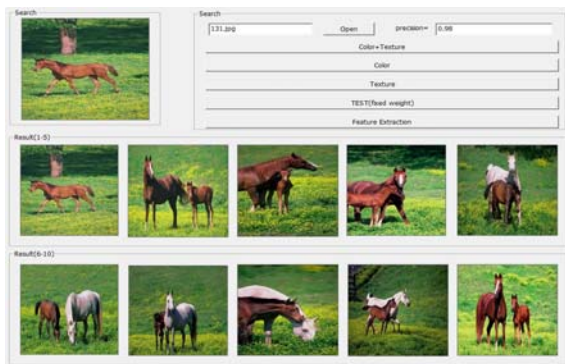 Search
Search
131.jpg
Open
precision=
0.98
Color+Texture
Color
Texture
TEST(feed weight)
Feature Extraction
Result(1-5)
Result(6-10)